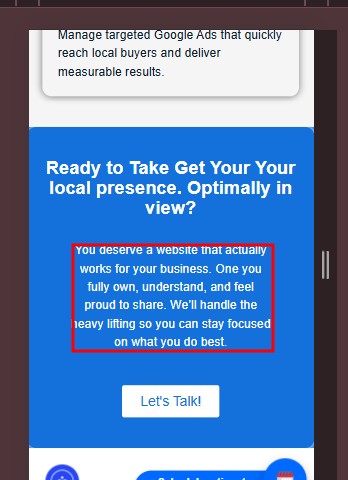 Manage targeted Google Ads that quickly
reach local buyers and deliver
measurable results.
Ready to Take Get Your Your
local presence. Optimally in
view?
You deserve a website that actually
works for your business. One you
fully own, understand, and feel
proud to share. We'll handle the
heavy lifting so you can stay focused
on what you do best.
Let's Talk!